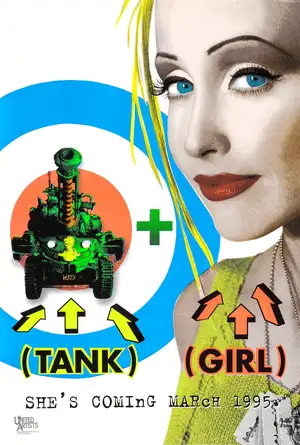 +
(TANK) (GIRL)
SHE'S COMING MARCH 1995
UNITED
ARTISTS